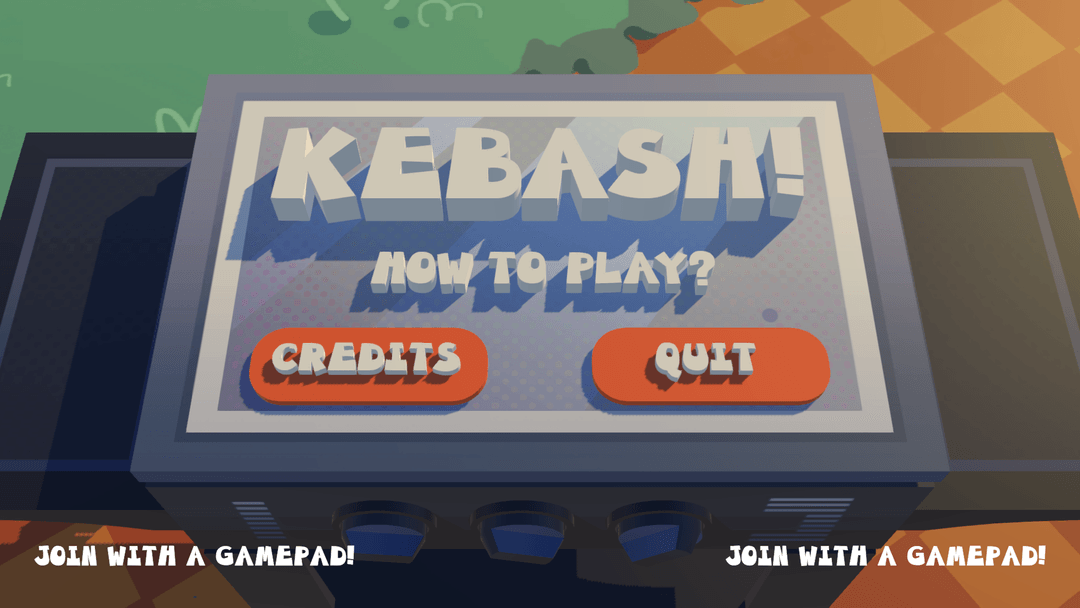 KEBASH!
HOW TO PLAY?
CREDITS
QUIT
JOIN WITH A GAMEPAD!
JOIN WITH A GAMEPAD!